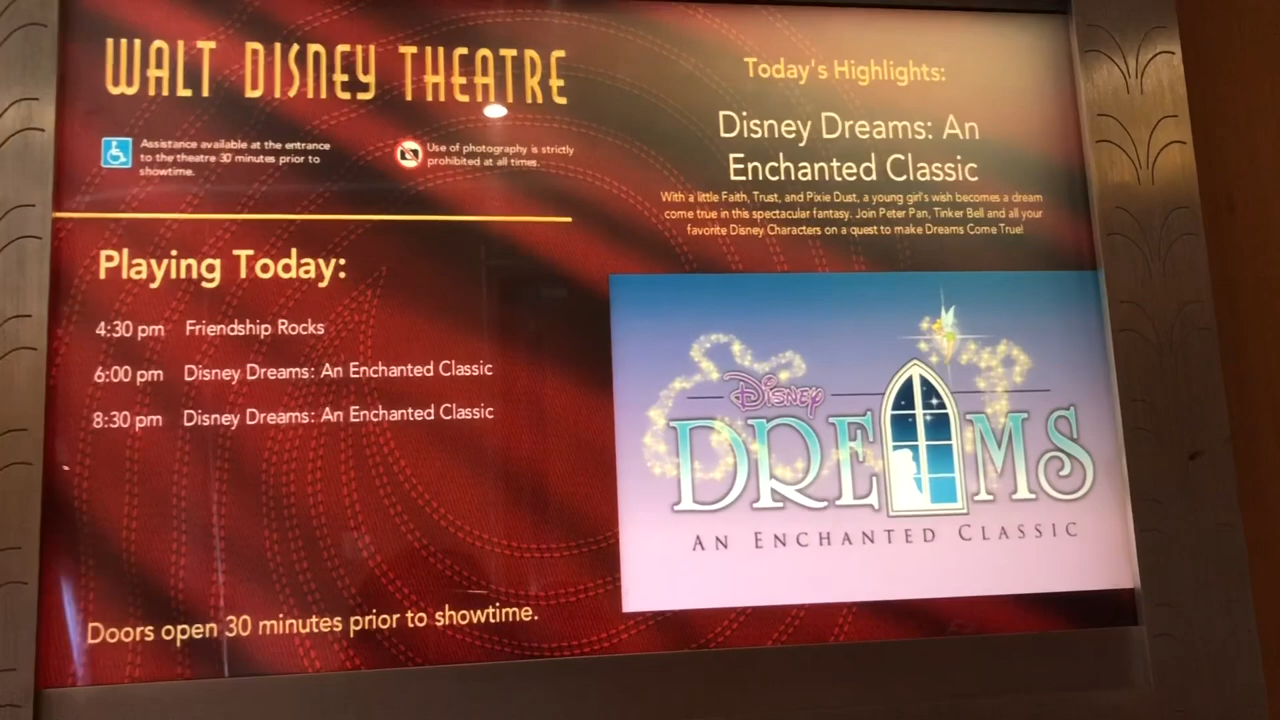 WALT DISNEY THEATRE
Assistance available at the entrance
to the theatre 30 minutes prior to
showtime.
Use of photography is strictly
prohibited at all times.
Playing Today:
4:30 pm Friendship Rocks
6:00 pm Disney Dreams: An Enchanted Classic
8:30 pm Disney Dreams: An Enchanted Classic
Doors open 30 minutes prior to showtime.
Today's Highlights:
Disney Dreams: An
Enchanted Classic
With a little Faith, Trust, and Pixie Dust, a young girl's wish becomes a dream
come true in this spectacular fantasy. Join Peter Pan, Tinker Bell and all your
favorite Disney Characters on a quest to make Dreams Come True!
DISNEY
DREAMS
AN ENCHANTED CLASSIC